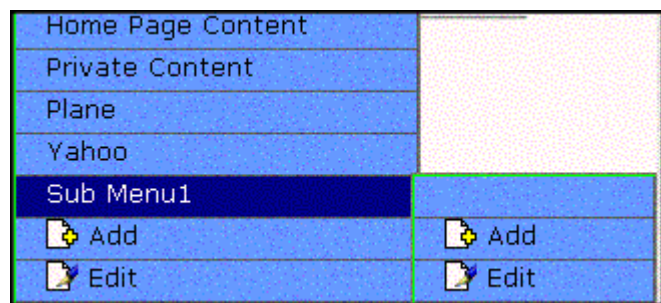 Home Page Content
Private Content
Plane
Yahoo
Sub Menu1
Add
Edit
Add
Edit